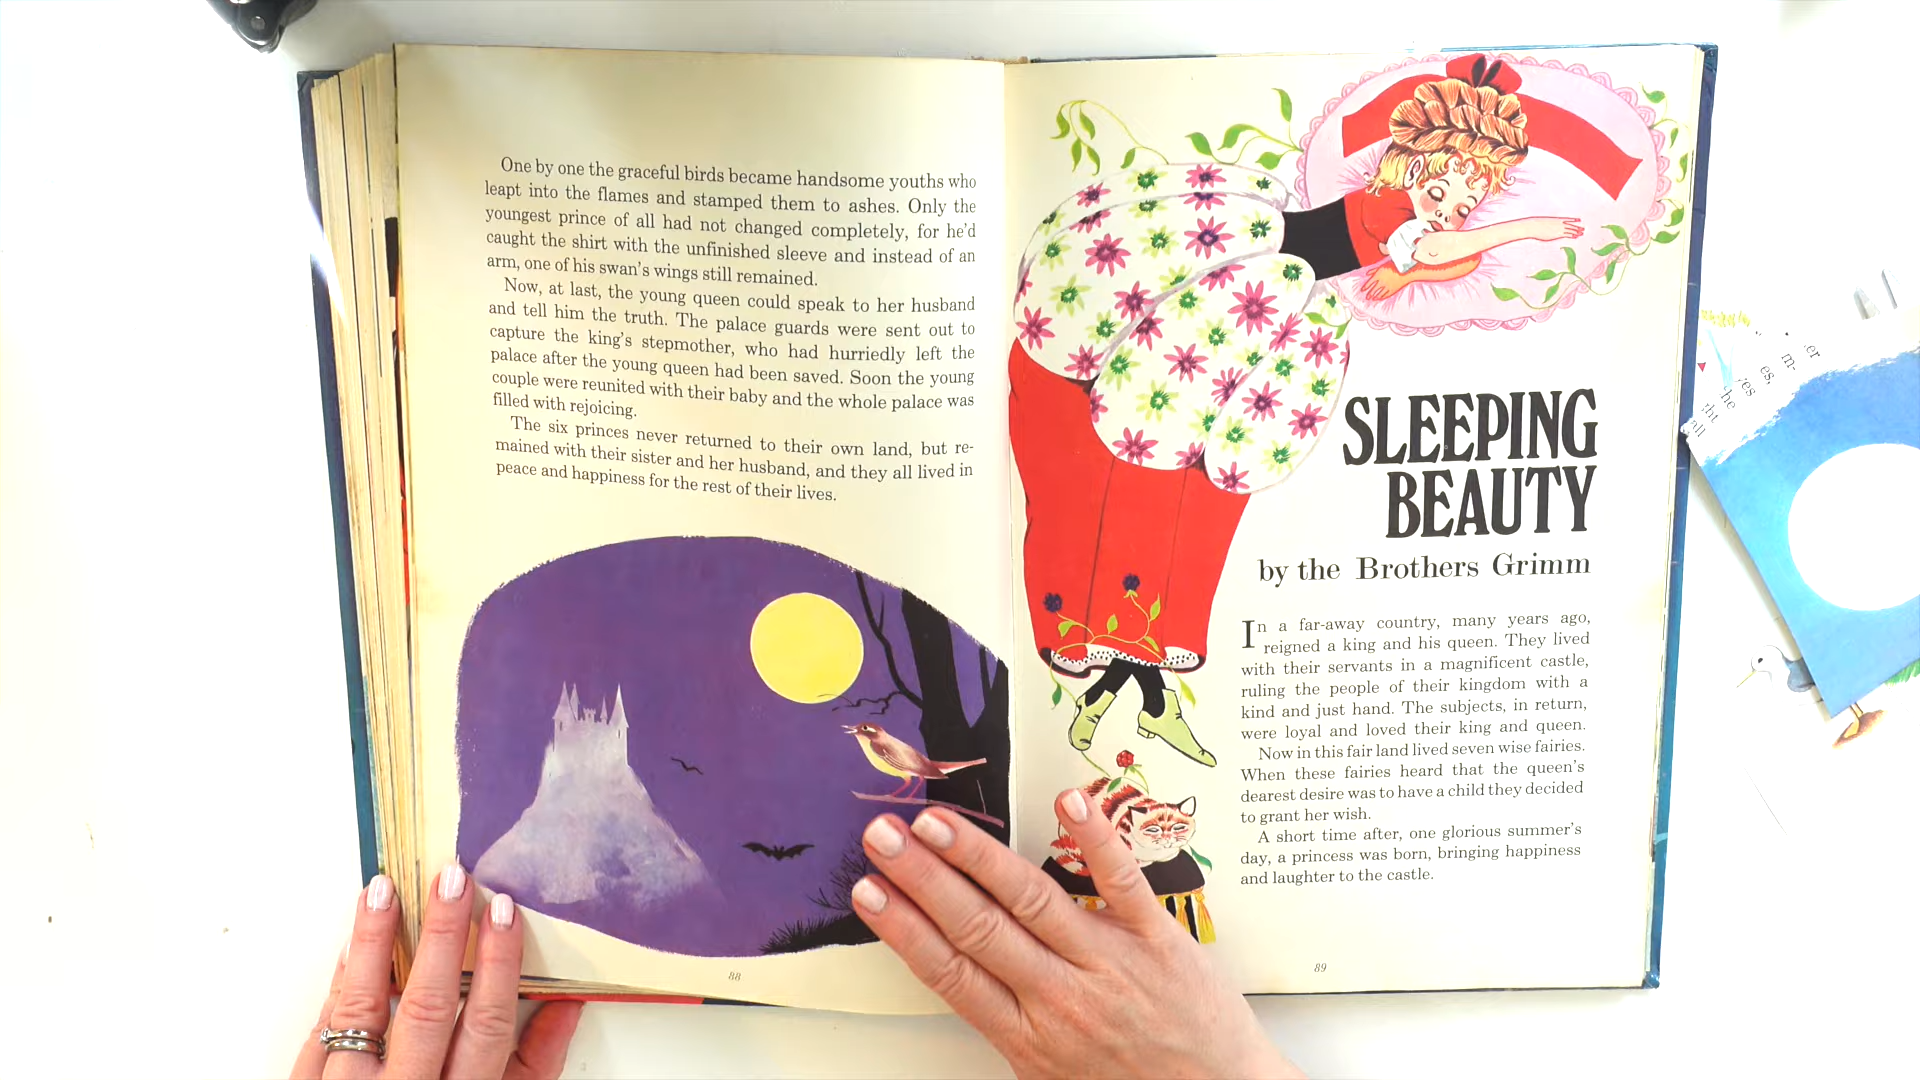 One by one the graceful birds became handsome youths who
leapt into the flames and stamped them to ashes. Only the
youngest prince of all had not changed completely, for he'd
caught the shirt with the unfinished sleeve and instead of an
arm, one of his swan's wings still remained.
Now, at last, the young queen could speak to her husband
and tell him the truth. The palace guards were sent out to
capture the king's stepmother, who had hurriedly left the
palace after the young queen had been saved. Soon the young
couple were reunited with their baby and the whole palace was
filled with rejoicing.
The six princes never returned to their own land, but re-
mained with their sister and her husband, and they all lived in
peace and happiness for the rest of their lives.
88
SLEEPING
BEAUTY
by the Brothers Grimm
In a far-away country, many years ago,
reigned a king and his queen. They lived
with their servants in a magnificent castle,
ruling the people of their kingdom with a
kind and just hand. The subjects, in return,
were loyal and loved their king and queen.
Now in this fair land lived seven wise fairies.
When these fairies heard that the queen's
dearest desire was to have a child they decided
to grant her wish.
A short time after, one glorious summer's
day, a princess was born, bringing happiness
and laughter to the castle.
89